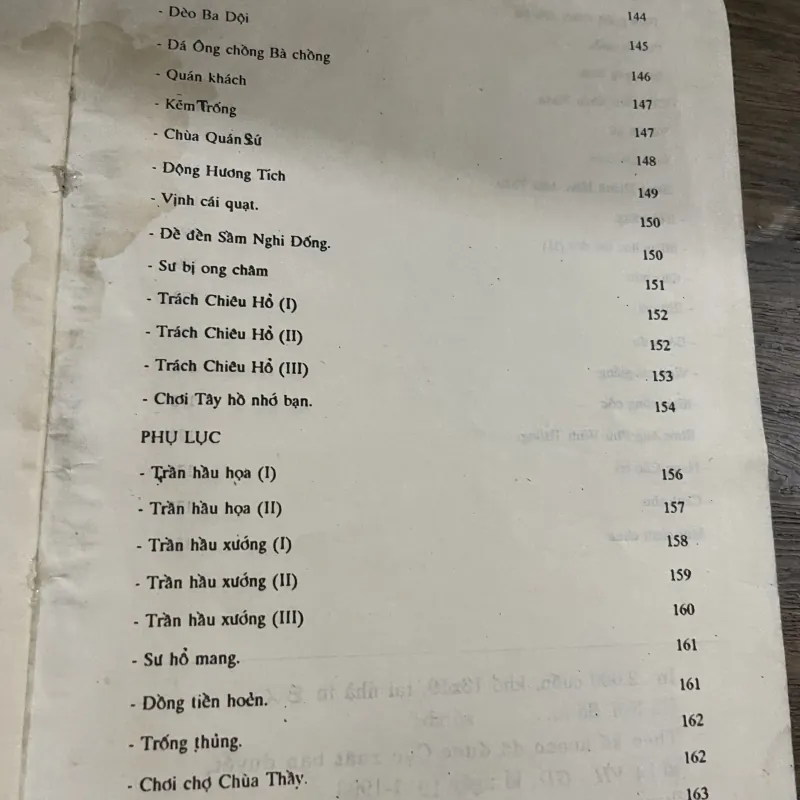 - Dèo Ba Dội 144
- Dá Ông chồng Bà chồng 145
- Quán khách 146
- Kẽm Trống 147
- Chùa Quán Sứ 147
- Dộng Hương Tích 148
- Vịnh cái quạt. 149
- Dề đền Sầm Nghi Dống. 150
- Sư bị ong châm 150
- Trách Chiêu Hổ (I) 151
- Trách Chiêu Hổ (II) 152
- Trách Chiêu Hổ (III) 152
- Chơi Tây hồ nhớ bạn. 153
PHỤ LỤC 154
- Trần hầu họa (I) 156
- Trần hầu họa (II) 157
- Trần hầu xướng (I) 158
- Trần hầu xướng (II) 159
- Trần hầu xướng (III) 160
- Sư hổ mang. 161
- Dồng tiền hoẻn. 161
- Trống thủng. 162
- Chơi chợ Chùa Thầy. 162
163